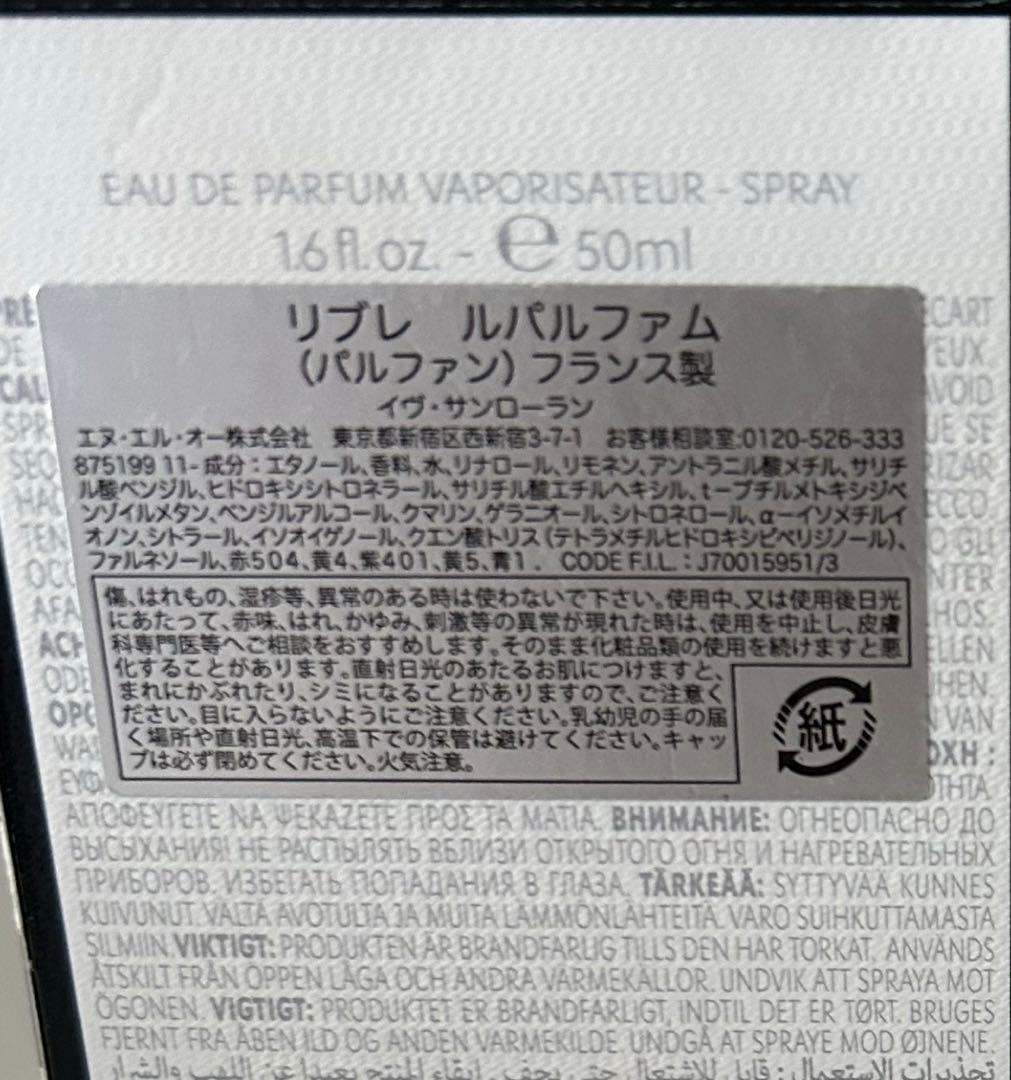 EAU DE PARFUM VAPORISATEUR - SPRAY
1.6 fl. oz. - ℮ 50ml
リブレ ルパルファム
(パルファン)フランス製
イヴ・サンローラン
エヌ・エル・オー株式会社 東京都新宿区西新宿3-7-1 お客様相談室:0120-526-333
875199 11- 成分:エタノール、香料、水、リナロール、リモネン、アントラニル酸メチル、サリチ
ル酸ベンジル、ヒドロキシシトロネラール、サリチル酸エチルヘキシル、t-ブチルメトキシジベ
ンゾイルメタン、ベンジルアルコール、クマリン、ゲラニオール、シトロネロール、α-イソメチルイ
オノン、シトラール、イソオイゲノール、クエン酸トリス(テトラメチルヒドロキシピペリジノール)、
ファルネソール、赤504、黄4、紫401、黄5、青1. CODE F.I.L. : J70015951/3
傷、はれもの、湿疹等、異常のある時は使わないで下さい。使用中、又は使用後日光
にあたって、赤味、はれ、かゆみ、刺激等の異常が現れた時は、使用を中止し、皮膚
科専門医等へご相談をおすすめします。そのまま化粧品類の使用を続けますと悪
化することがあります。直射日光のあたるお肌につけますと、
まれにかぶれたり、シミになることがありますので、ご注意く
ださい。目に入らないようにご注意ください。乳幼児の手の届
く場所や直射日光、高温下での保管は避けてください。キャッ
プは必ず閉めてください。火気注意。
紙
ΑΠΟΦΕΥΓΕΤΕ ΝΑ ΨΕΚΑΖΕΤΕ ΠΡΟΣ ΤΑ ΜΑΤΙΑ. ВНИМАНИЕ: ОГНЕОПАСНО ДО
ВЫСЫХАНИЯ! НЕ РАСПЫЛЯТЬ ВБЛИЗИ ОТКРЫТОГО ОГНЯ И НАГРЕВАТЕЛЬНЫХ
ПРИБОРОВ. ИЗБЕГАТЬ ПОПАДАНИЯ В ГЛАЗА. TÄRKEÄÄ: SYTTYVÄÄ KUNNES
KUIVUNUT. VÄLTÄ AVOTULTA JA MUITA LÄMMÖNLÄHTEITÄ. VARO SUIHKUTTAMASTA
SILMIIN. VIKTIGT: PRODUKTEN ÄR BRANDFARLIG TILLS DEN HAR TORKAT. ANVÄNDS
ÅTSKILT FRÅN ÖPPEN LÅGA OCH ANDRA VÄRMEKÄLLOR. UNDVIK ATT SPRAYA MOT
ÖGONEN. VIGTIGT: PRODUKTET ER BRANDFARLIGT, INDTIL DET ER TØRT. BRUGES
FJERNT FRA ÅBEN ILD OG ANDEN VARMEKILDE. UNDGÅ AT SPRAYE MOD ØJNENE.